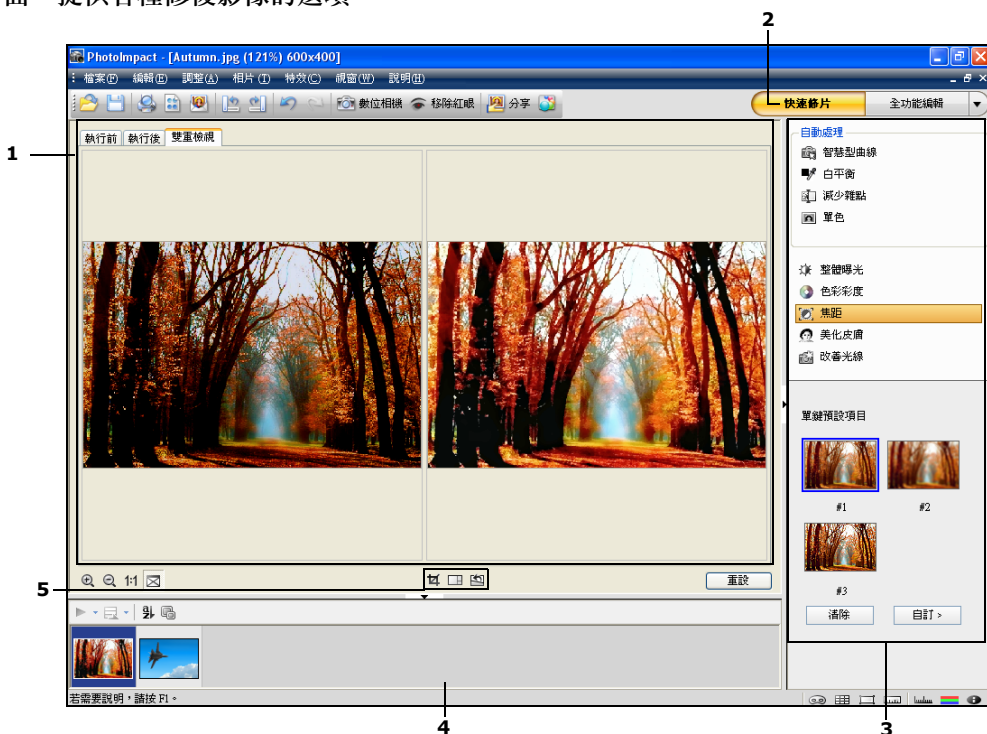 面，提供各種修復影像的選項
2
PhotoImpact - [Autumn.jpg (121%) 600x400]
檔案(F) 編輯(E) 調整(A) 相片(I) 特效(C) 視窗(W) 說明(H)
數位相機 移除紅眼 分享
快速修片 全功能編輯
1
執行前 執行後 雙重檢視
自動處理
智慧型曲線
白平衡
減少雜點
單色
整體曝光
色彩彩度
焦距
美化皮膚
改善光線
單鍵預設項目
#1 #2
#3
清除 自訂 >
1:1
重設
5
若需要說明，請按 F1。
4
3